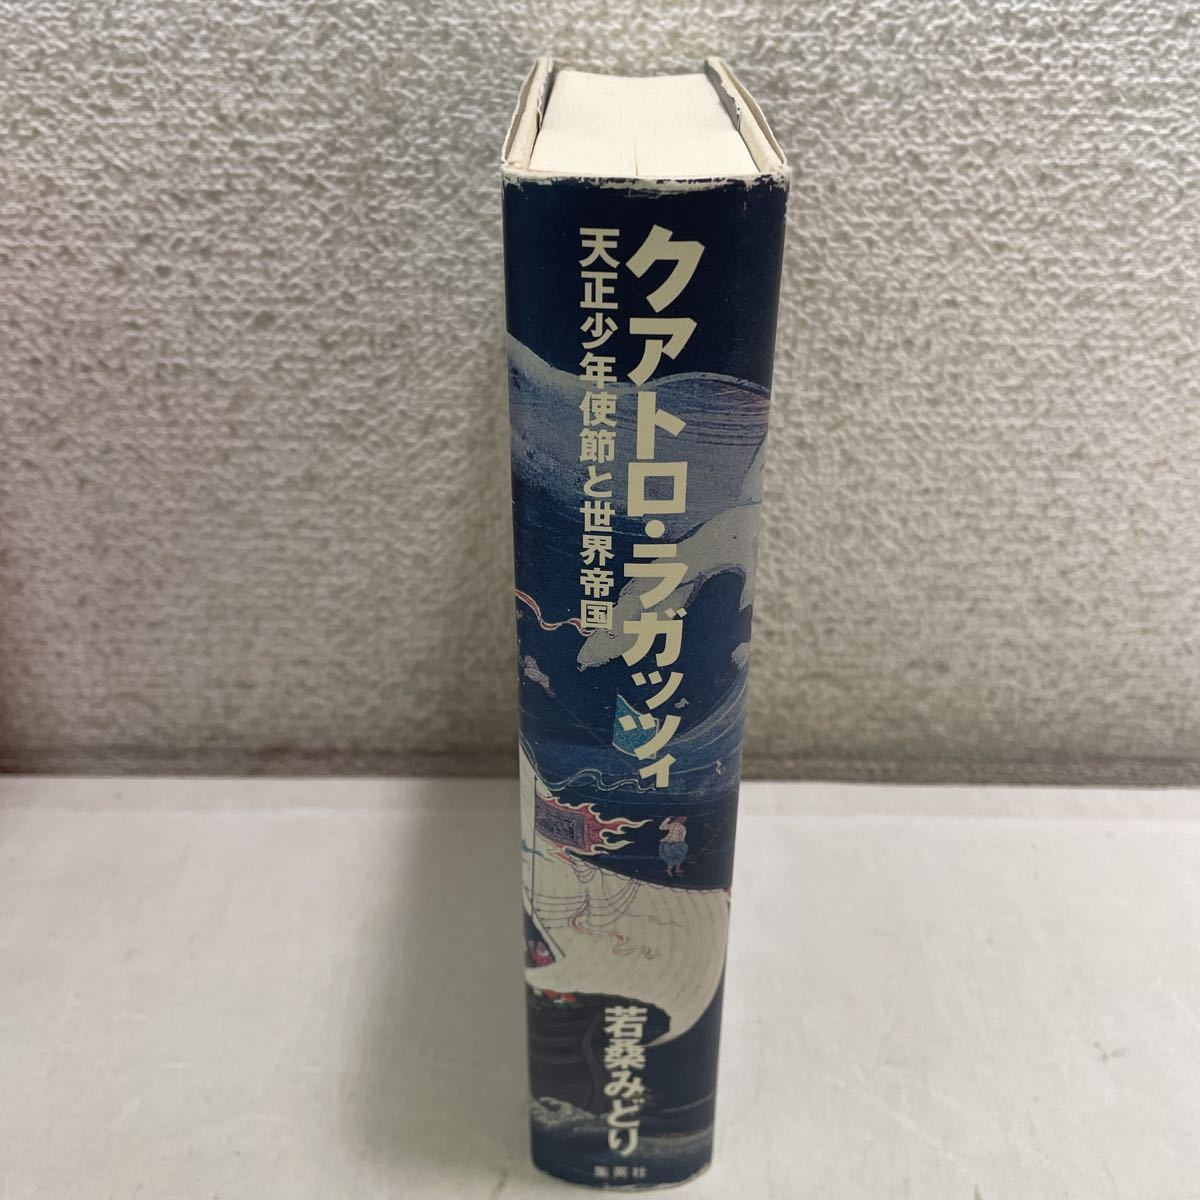 クアトロ・ラガッツィ
天正少年使節と世界帝国
若桑みどり
集英社